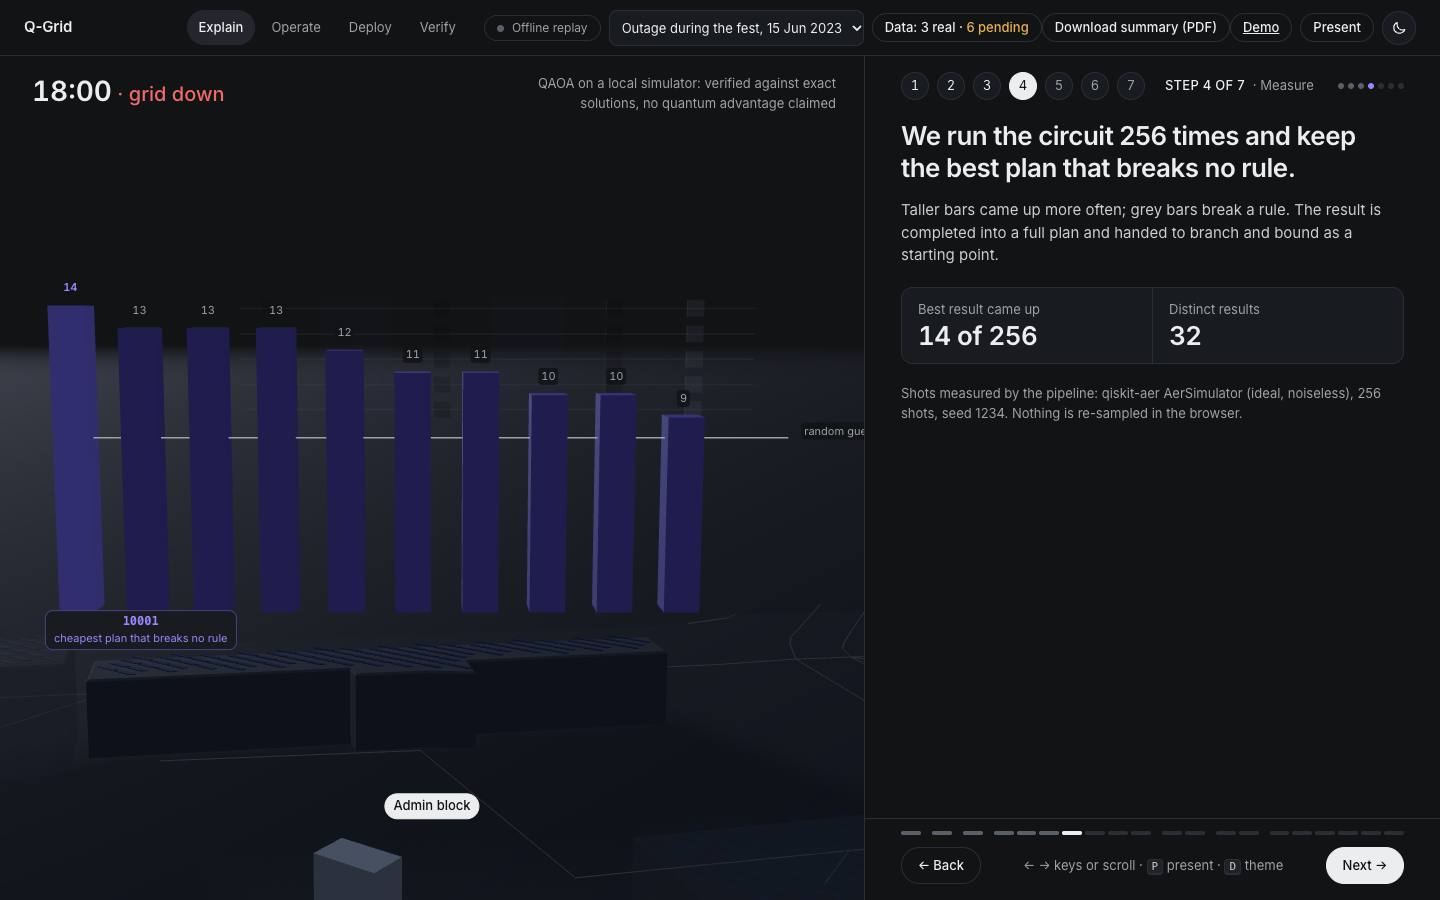 Q-Grid
Explain
Operate
Deploy
Verify
Offline replay
Outage during the fest, 15 Jun 2023
Data: 3 real · 6 pending
Download summary (PDF)
Demo
Present
18:00 · grid down
QAOA on a local simulator: verified against exact
solutions, no quantum advantage claimed
14
13
13
13
12
11
11
10
10
9
random gue
10001
cheapest plan that breaks no rule
Admin block
1 2 3 4 5 6 7 STEP 4 OF 7 · Measure
We run the circuit 256 times and keep
the best plan that breaks no rule.
Taller bars came up more often; grey bars break a rule. The result is
completed into a full plan and handed to branch and bound as a
starting point.
Best result came up
14 of 256
Distinct results
32
Shots measured by the pipeline: qiskit-aer AerSimulator (ideal, noiseless), 256
shots, seed 1234. Nothing is re-sampled in the browser.
← Back
← → keys or scroll · P present · D theme
Next →